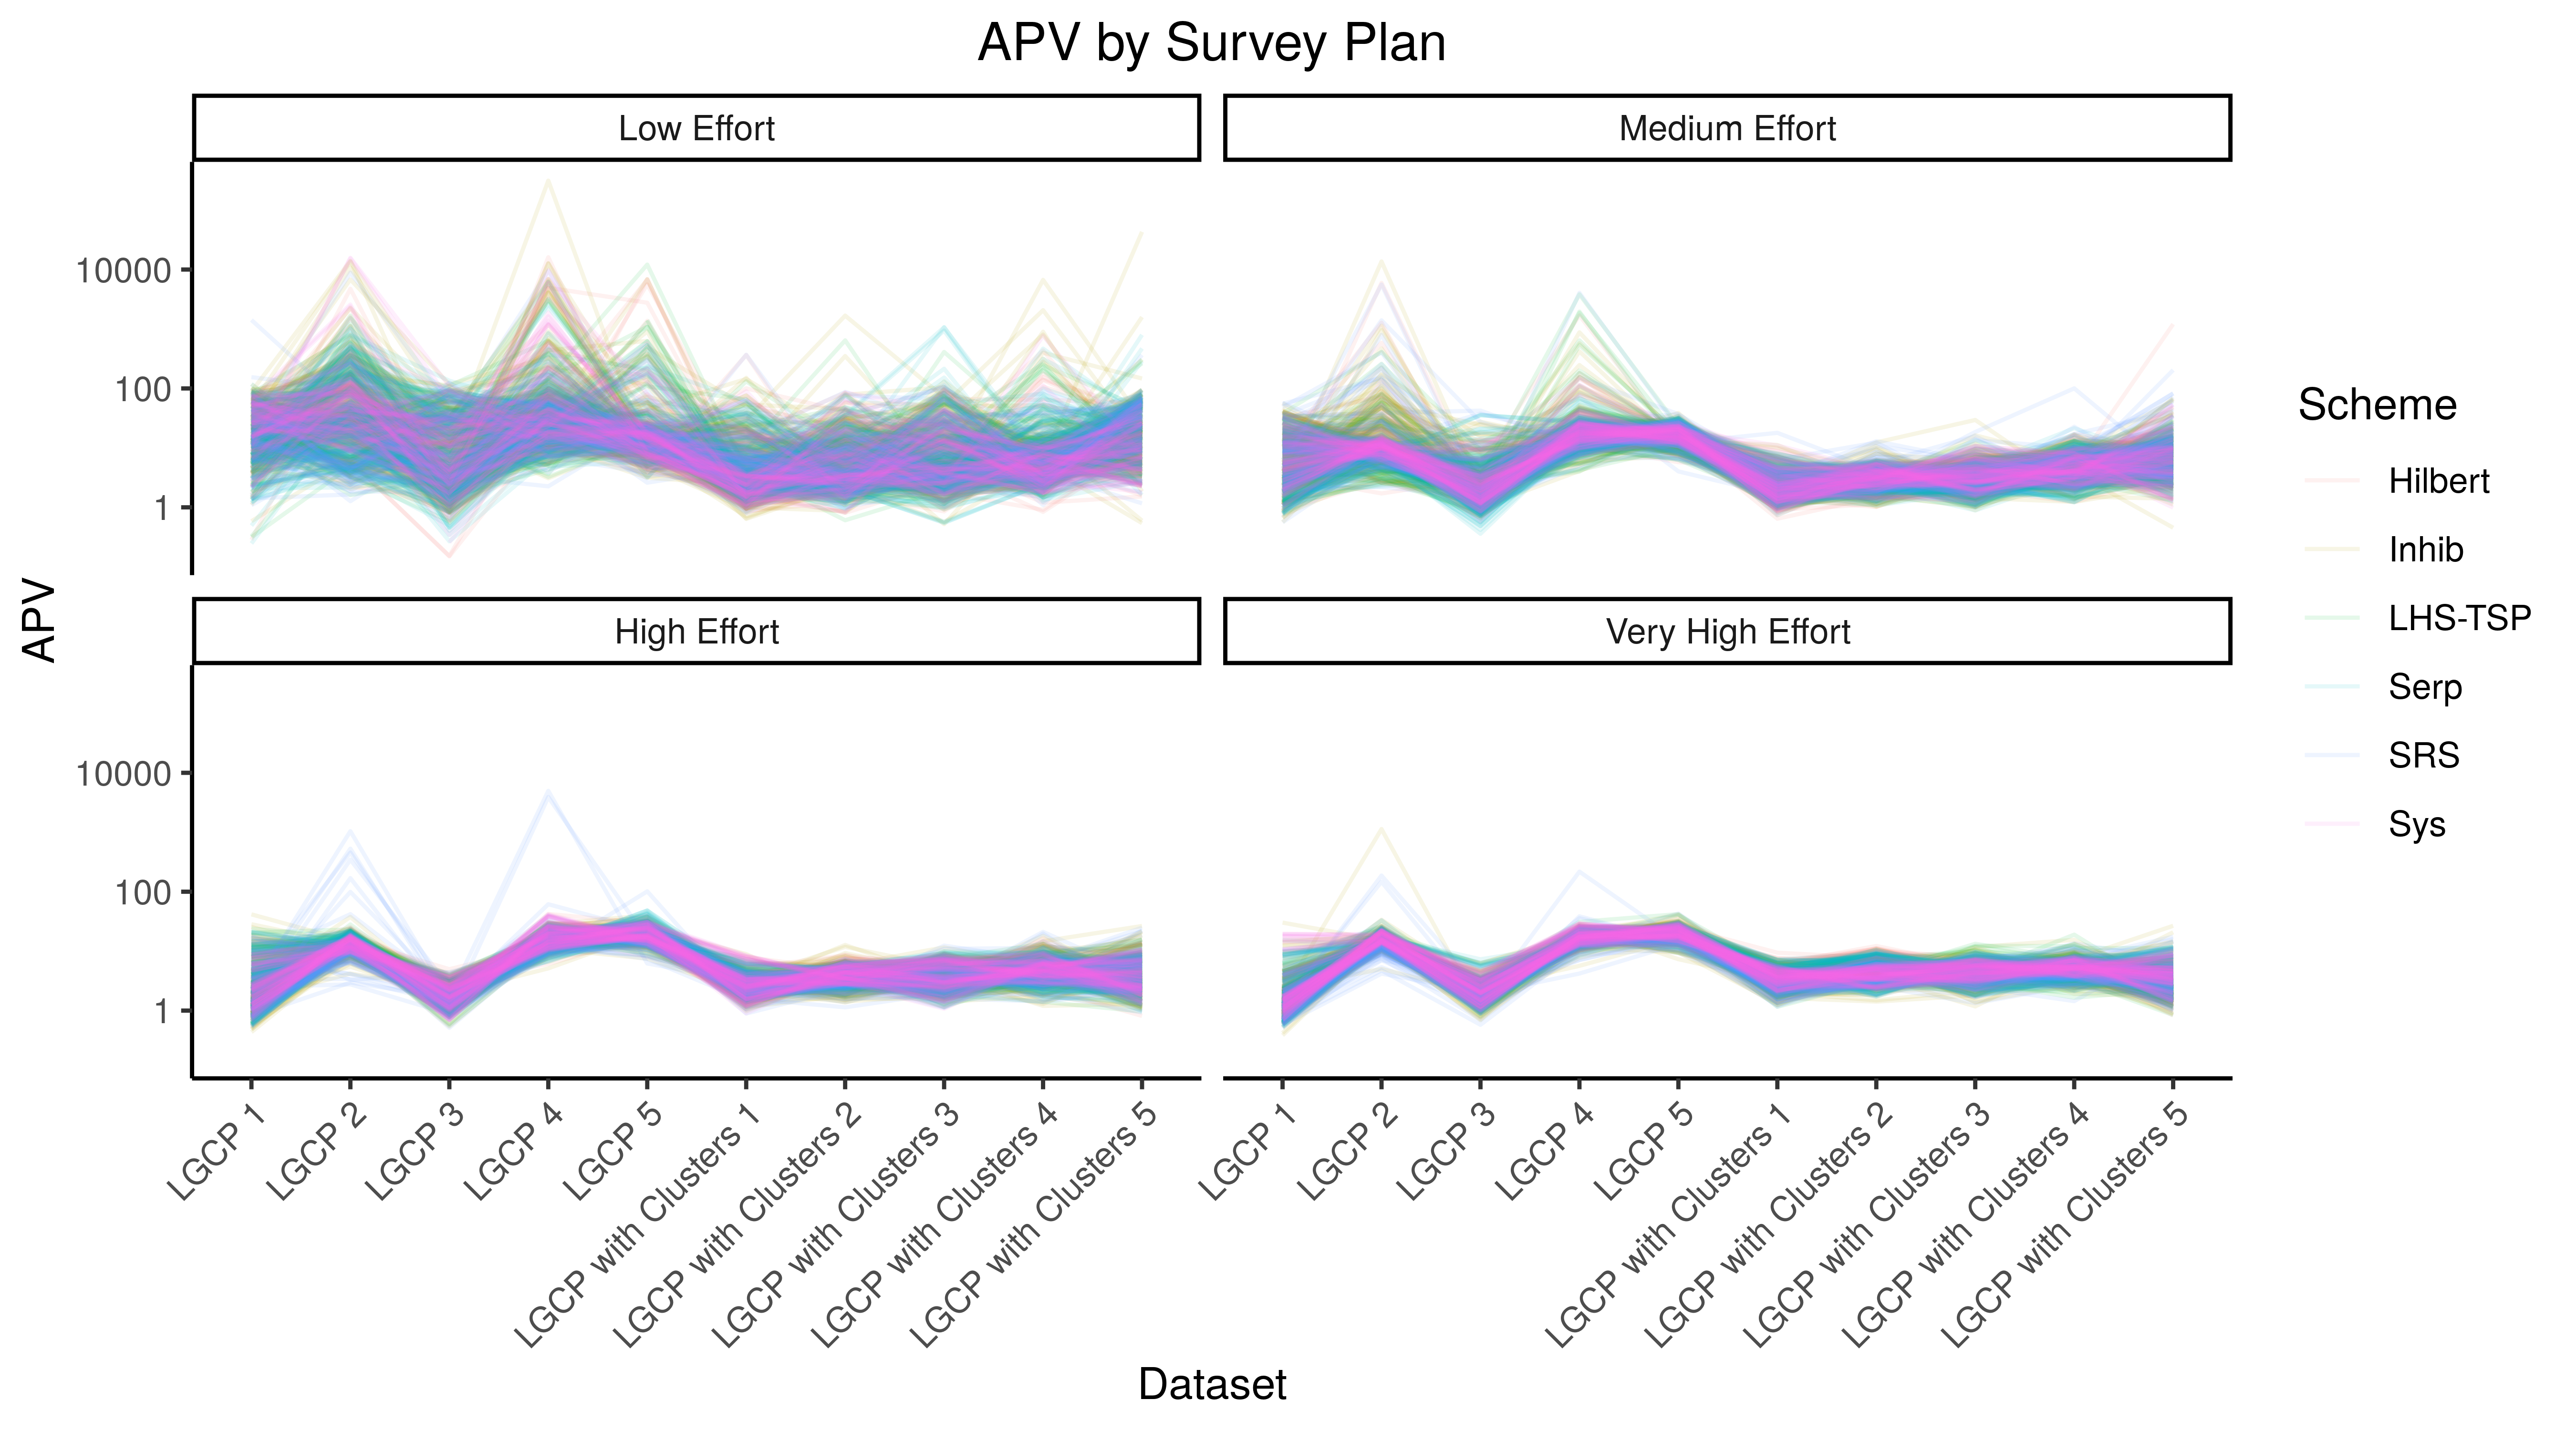 APV by Survey Plan
Low Effort
Medium Effort
10000
100
1
High Effort
Very High Effort
10000
100
1
APV
LGCP 1
LGCP 2
LGCP 3
LGCP 4
LGCP 5
LGCP with Clusters 1
LGCP with Clusters 2
LGCP with Clusters 3
LGCP with Clusters 4
LGCP with Clusters 5
LGCP 1
LGCP 2
LGCP 3
LGCP 4
LGCP 5
LGCP with Clusters 1
LGCP with Clusters 2
LGCP with Clusters 3
LGCP with Clusters 4
LGCP with Clusters 5
Dataset
Scheme
Hilbert
Inhib
LHS-TSP
Serp
SRS
Sys